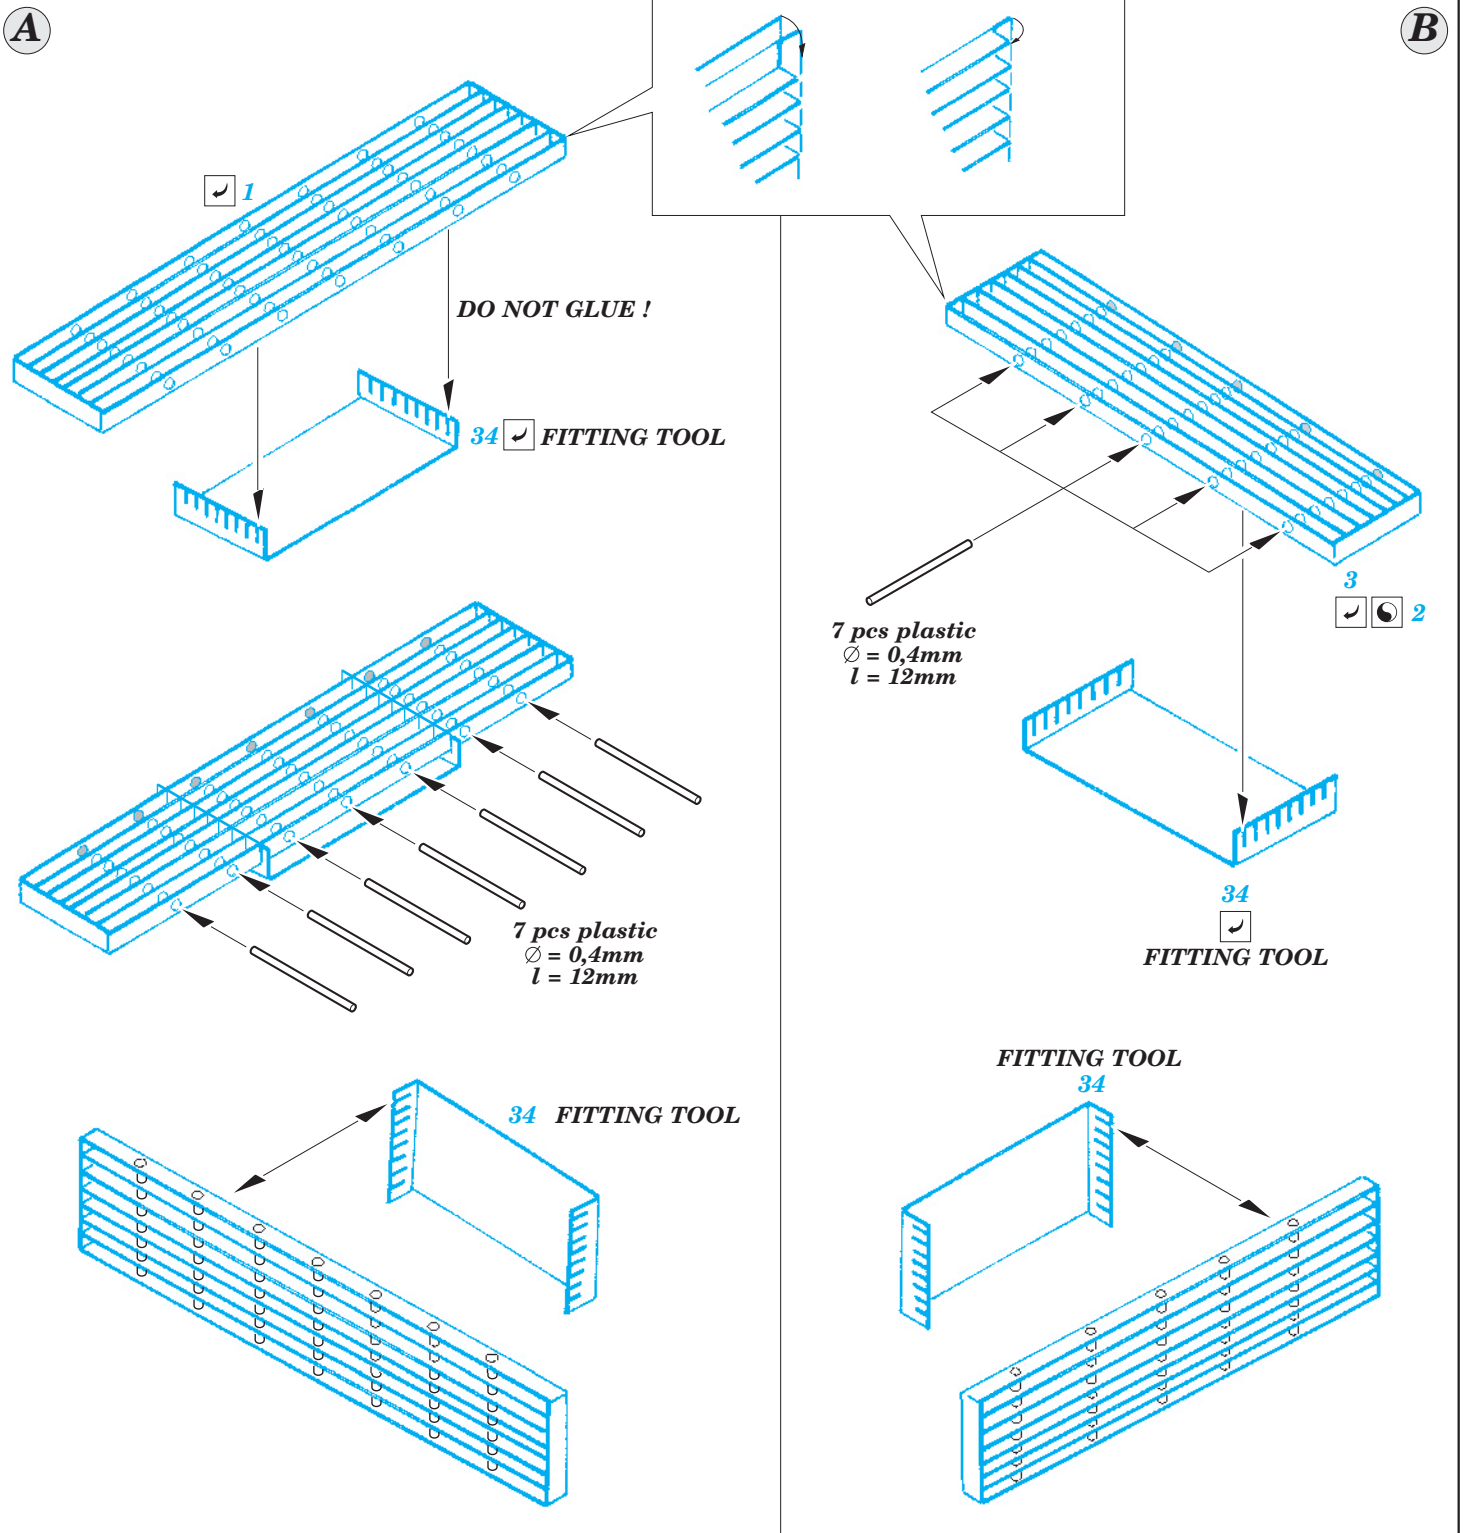 A
1
DO NOT GLUE !
34 FITTING TOOL
7 pcs plastic
Ø = 0,4mm
l = 12mm
34 FITTING TOOL
B
7 pcs plastic
Ø = 0,4mm
l = 12mm
3
2
34
FITTING TOOL
FITTING TOOL
34